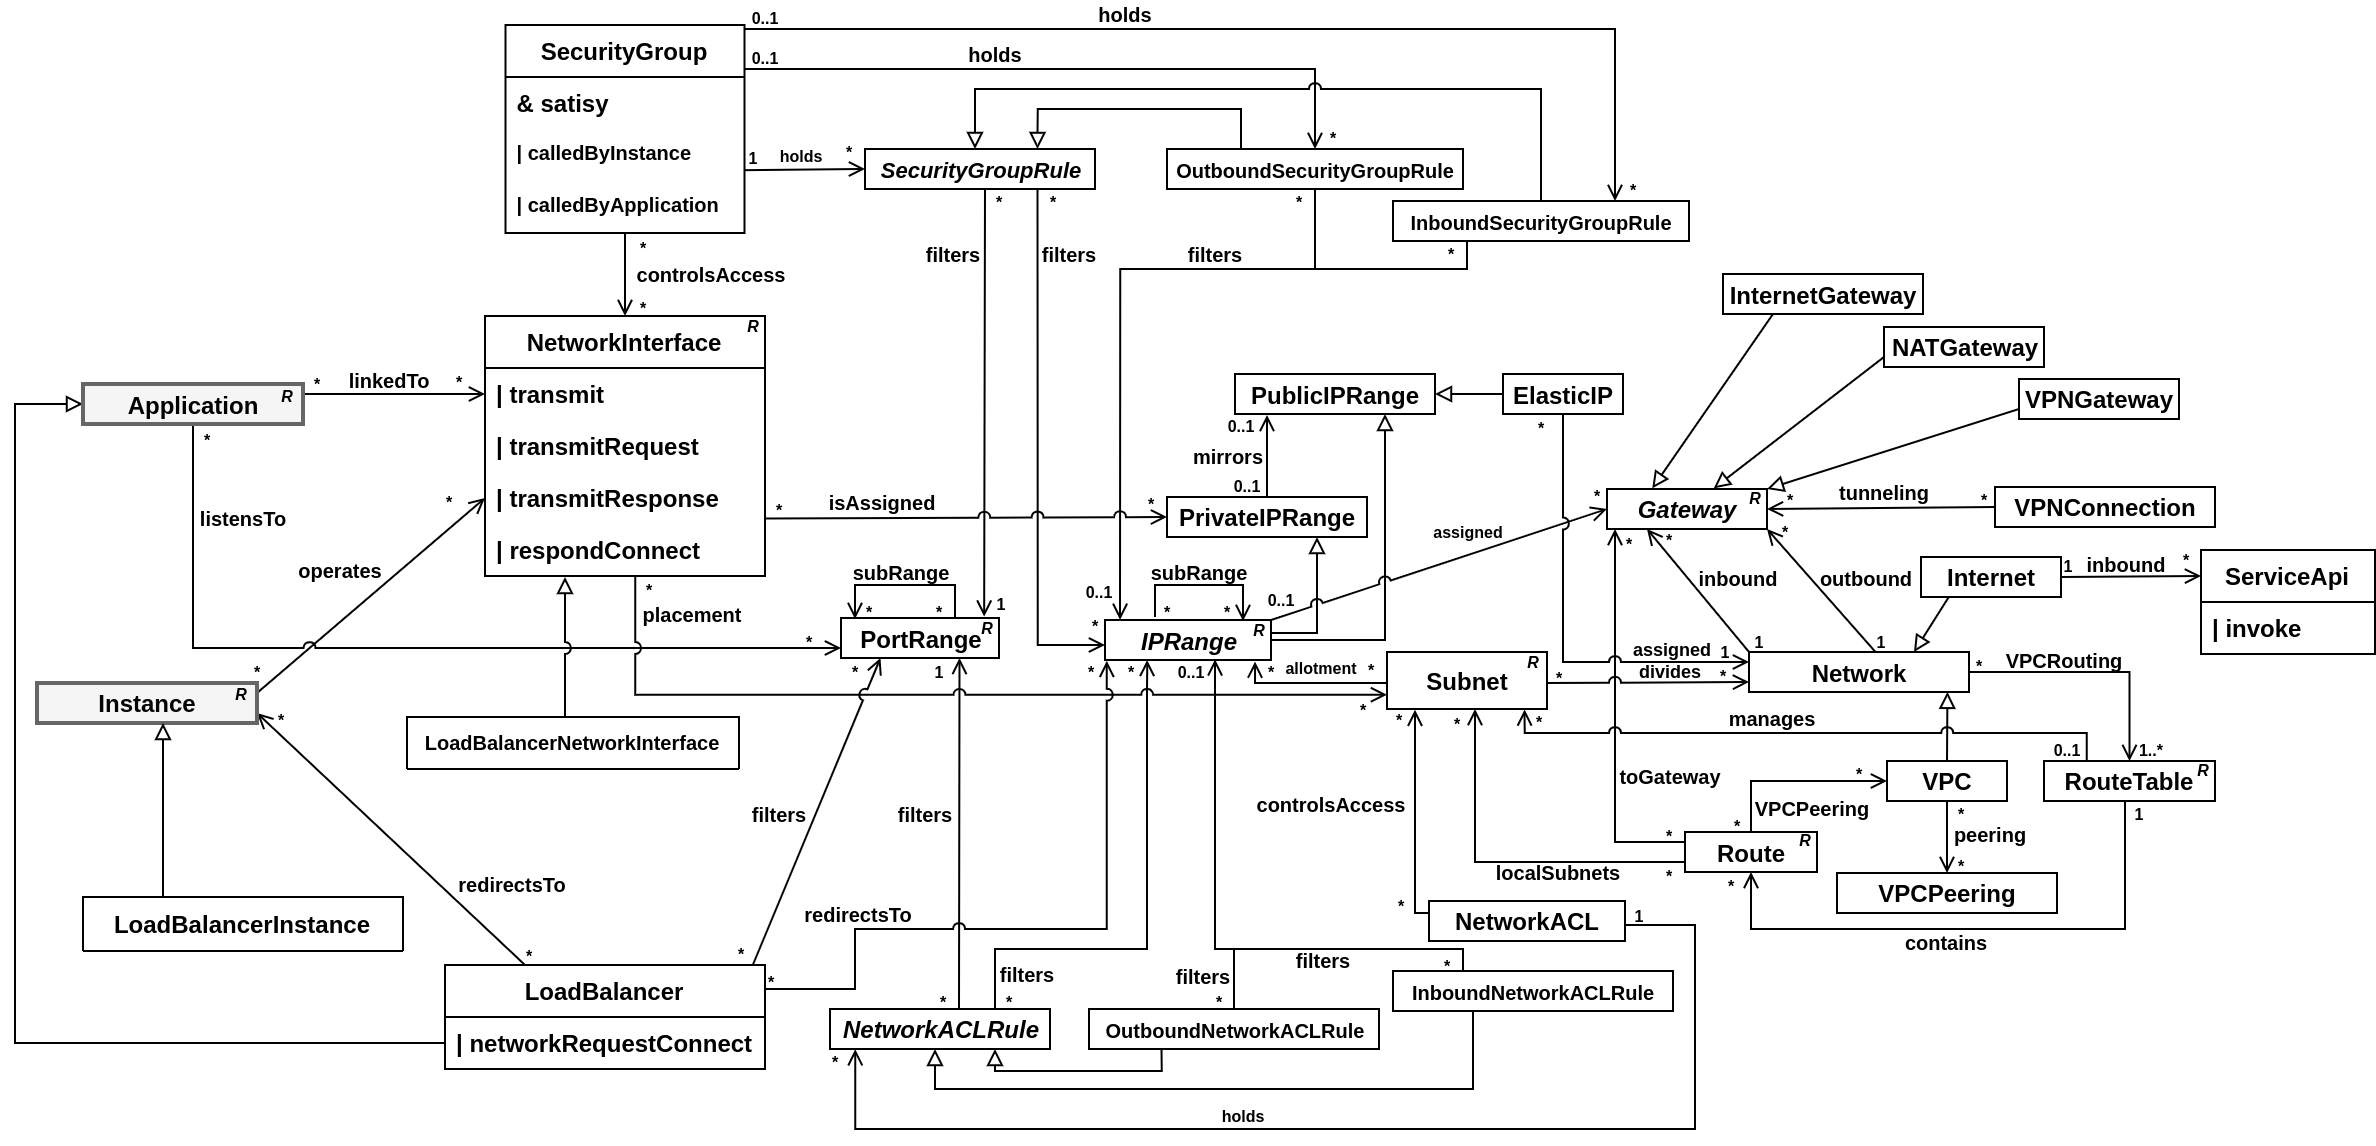 0..1
holds
SecurityGroup
0..1
holds
& satisy
| calledByInstance
| calledByApplication
1
holds
*
SecurityGroupRule
*
OutboundSecurityGroupRule
*
InboundSecurityGroupRule
*
*
*
*
controlsAccess
*
filters
filters
filters
*
InternetGateway
NATGateway
VPNGateway
NetworkInterface
R
| transmit
| transmitRequest
| transmitResponse
| respondConnect
Application
R
*
linkedTo
*
*
listensTo
operates
*
*
PublicIPRange
ElasticIP
*
0..1
mirrors
0..1
*
isAssigned
*
PrivateIPRange
assigned
*
Gateway
R
*
tunneling
*
VPNConnection
*
*
*
inbound
outbound
Internet
1
inbound
*
ServiceApi
| invoke
*
placement
subRange
*
*
1
PortRange
R
*
*
1
0..1
subRange
*
*
0..1
*
IPRange
R
*
*
0..1
*
allotment
*
Subnet
R
*
assigned
1
divides
*
1
1
Network
*
VPCRouting
*
*
*
*
manages
0..1
1..*
Instance
R
*
LoadBalancerNetworkInterface
filters
filters
controlsAccess
toGateway
*
VPCPeering
*
VPC
RouteTable
R
*
peering
*
1
*
Route
R
localSubnets
*
*
VPCPeering
redirectsTo
LoadBalancerInstance
redirectsTo
*
NetworkACL
1
contains
*
*
*
LoadBalancer
| networkRequestConnect
filters
filters
filters
*
InboundNetworkACLRule
*
*
*
NetworkACLRule
OutboundNetworkACLRule
*
holds